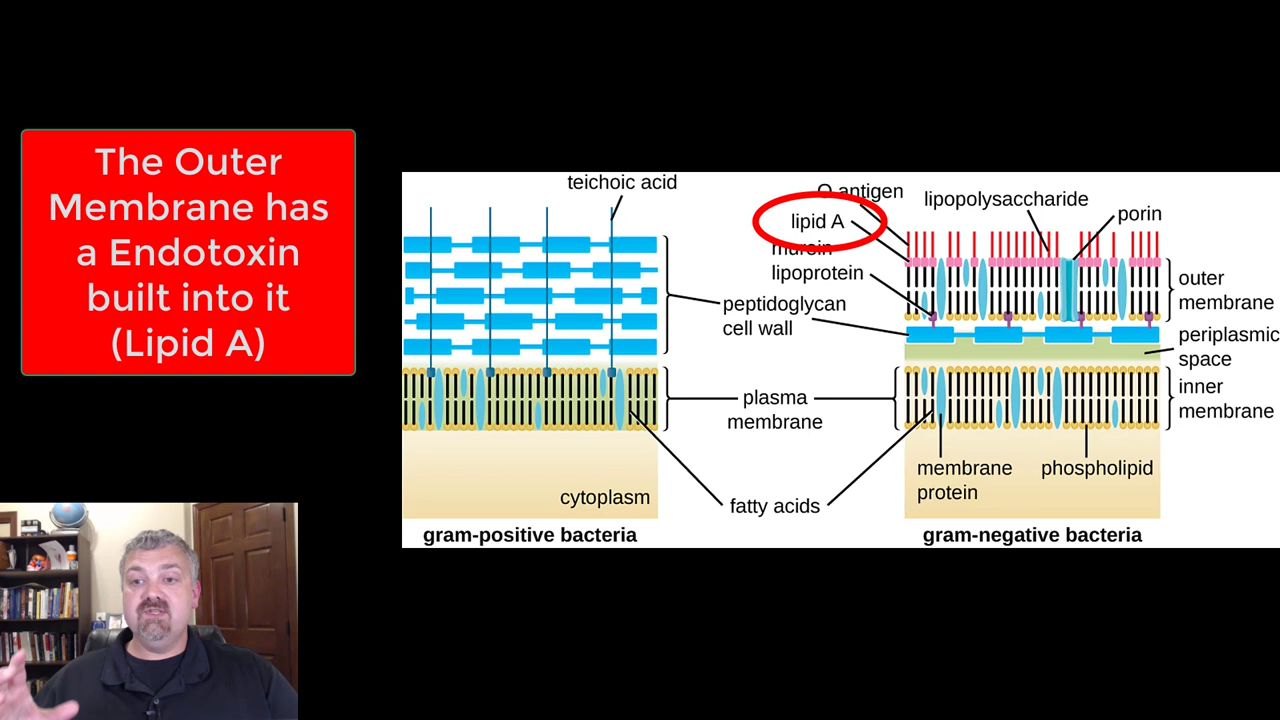 The Outer
Membrane has
a Endotoxin
built into it
(Lipid A)
teichoic acid
O antigen
lipopolysaccharide
lipid A
porin
murein
lipoprotein
outer
membrane
peptidoglycan
cell wall
periplasmic
space
inner
membrane
plasma
membrane
membrane
protein
phospholipid
cytoplasm
fatty acids
gram-positive bacteria
gram-negative bacteria